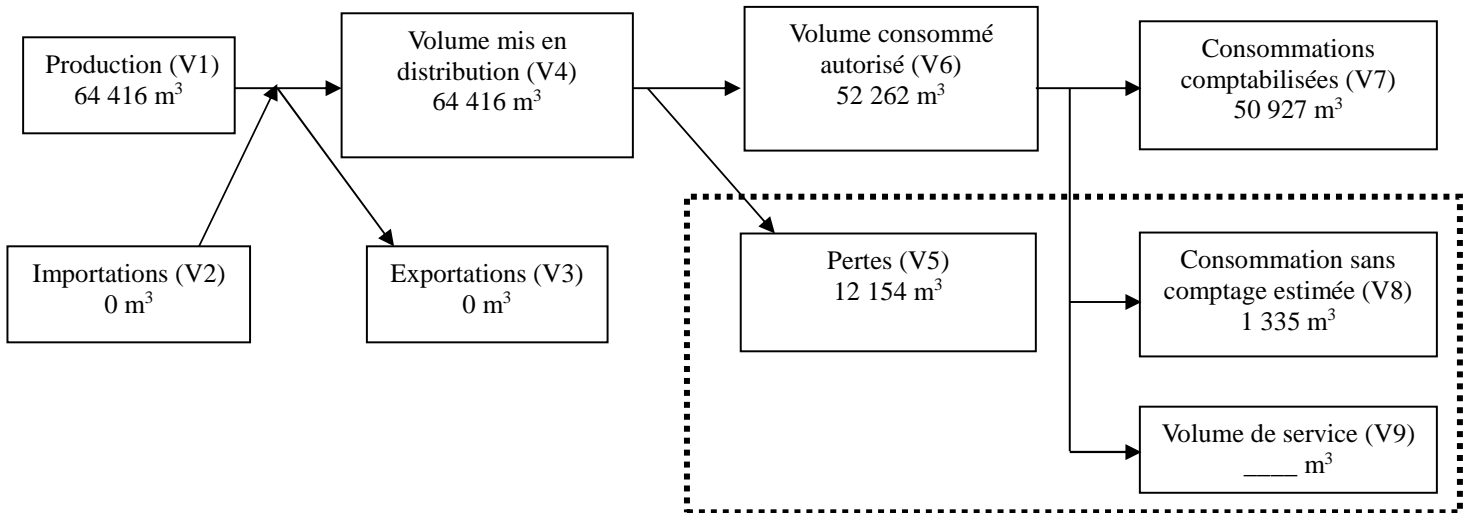 Production (V1)
64 416 m³
Volume mis en
distribution (V4)
64 416 m³
Volume consommé
autorisé (V6)
52 262 m³
Consommations
comptabilisées (V7)
50 927 m³
Importations (V2)
0 m³
Exportations (V3)
0 m³
Pertes (V5)
12 154 m³
Consommation sans
comptage estimée (V8)
1 335 m³
Volume de service (V9)
____ m³